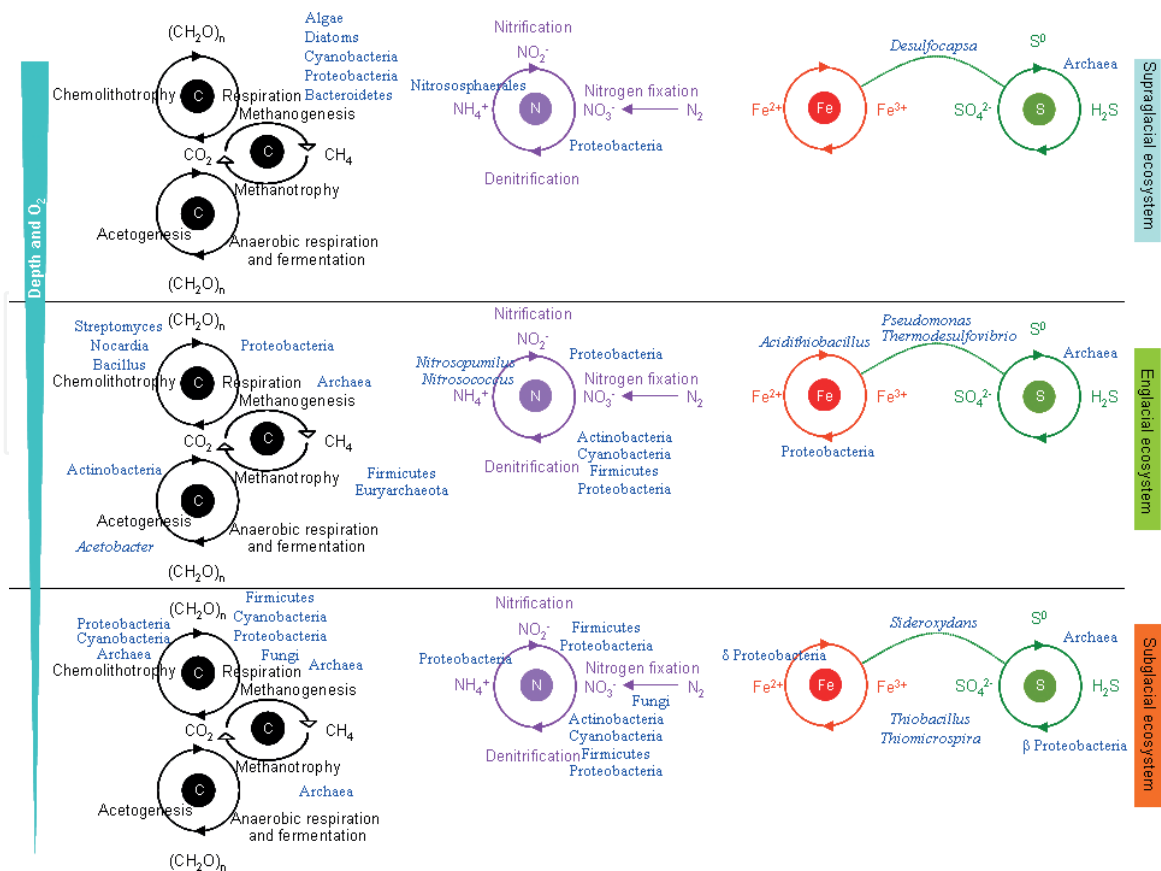 Depth and O2
(CH2O)n
Algae
Diatoms
Cyanobacteria
Proteobacteria
Bacteroidetes
Chemolithotrophy
C
Respiration
Methanogenesis
CO2
C
CH4
Methanotrophy
C
Acetogenesis
Anaerobic respiration
and fermentation
(CH2O)n
Nitrification
NO2-
Nitrososphaerales
NH4+
N
Nitrogen fixation
NO3-
N2
Proteobacteria
Denitrification
Desulfocapsa
Fe2+
Fe
Fe3+
S0
Archaea
SO42-
S
H2S
Supraglacial ecosystem
Streptomyces
Nocardia
Bacillus
(CH2O)n
Proteobacteria
Chemolithotrophy
C
Respiration
Archaea
Methanogenesis
CO2
C
CH4
Actinobacteria
Methanotrophy
Firmicutes
Euryarchaeota
C
Acetogenesis
Anaerobic respiration
and fermentation
Acetobacter
(CH2O)n
Nitrification
NO2-
Proteobacteria
Nitrosopumilus
Nitrosococcus
NH4+
N
Nitrogen fixation
NO3-
N2
Actinobacteria
Cyanobacteria
Denitrification
Firmicutes
Proteobacteria
Acidithiobacillus
Pseudomonas
Thermodesulfovibrio
Fe2+
Fe
Fe3+
Proteobacteria
S0
Archaea
SO42-
S
H2S
Englacial ecosystem
(CH2O)n
Firmicutes
Cyanobacteria
Proteobacteria
Fungi
Proteobacteria
Cyanobacteria
Archaea
Chemolithotrophy
C
Respiration
Archaea
Methanogenesis
CO2
C
CH4
Methanotrophy
Archaea
C
Acetogenesis
Anaerobic respiration
and fermentation
(CH2O)n
Nitrification
NO2-
Firmicutes
Proteobacteria
Proteobacteria
NH4+
N
Nitrogen fixation
NO3-
N2
Fungi
Actinobacteria
Cyanobacteria
Denitrification
Firmicutes
Proteobacteria
Sideroxydans
δ Proteobacteria
Fe2+
Fe
Fe3+
Thiobacillus
Thiomicrospira
S0
Archaea
SO42-
S
H2S
β Proteobacteria
Subglacial ecosystem